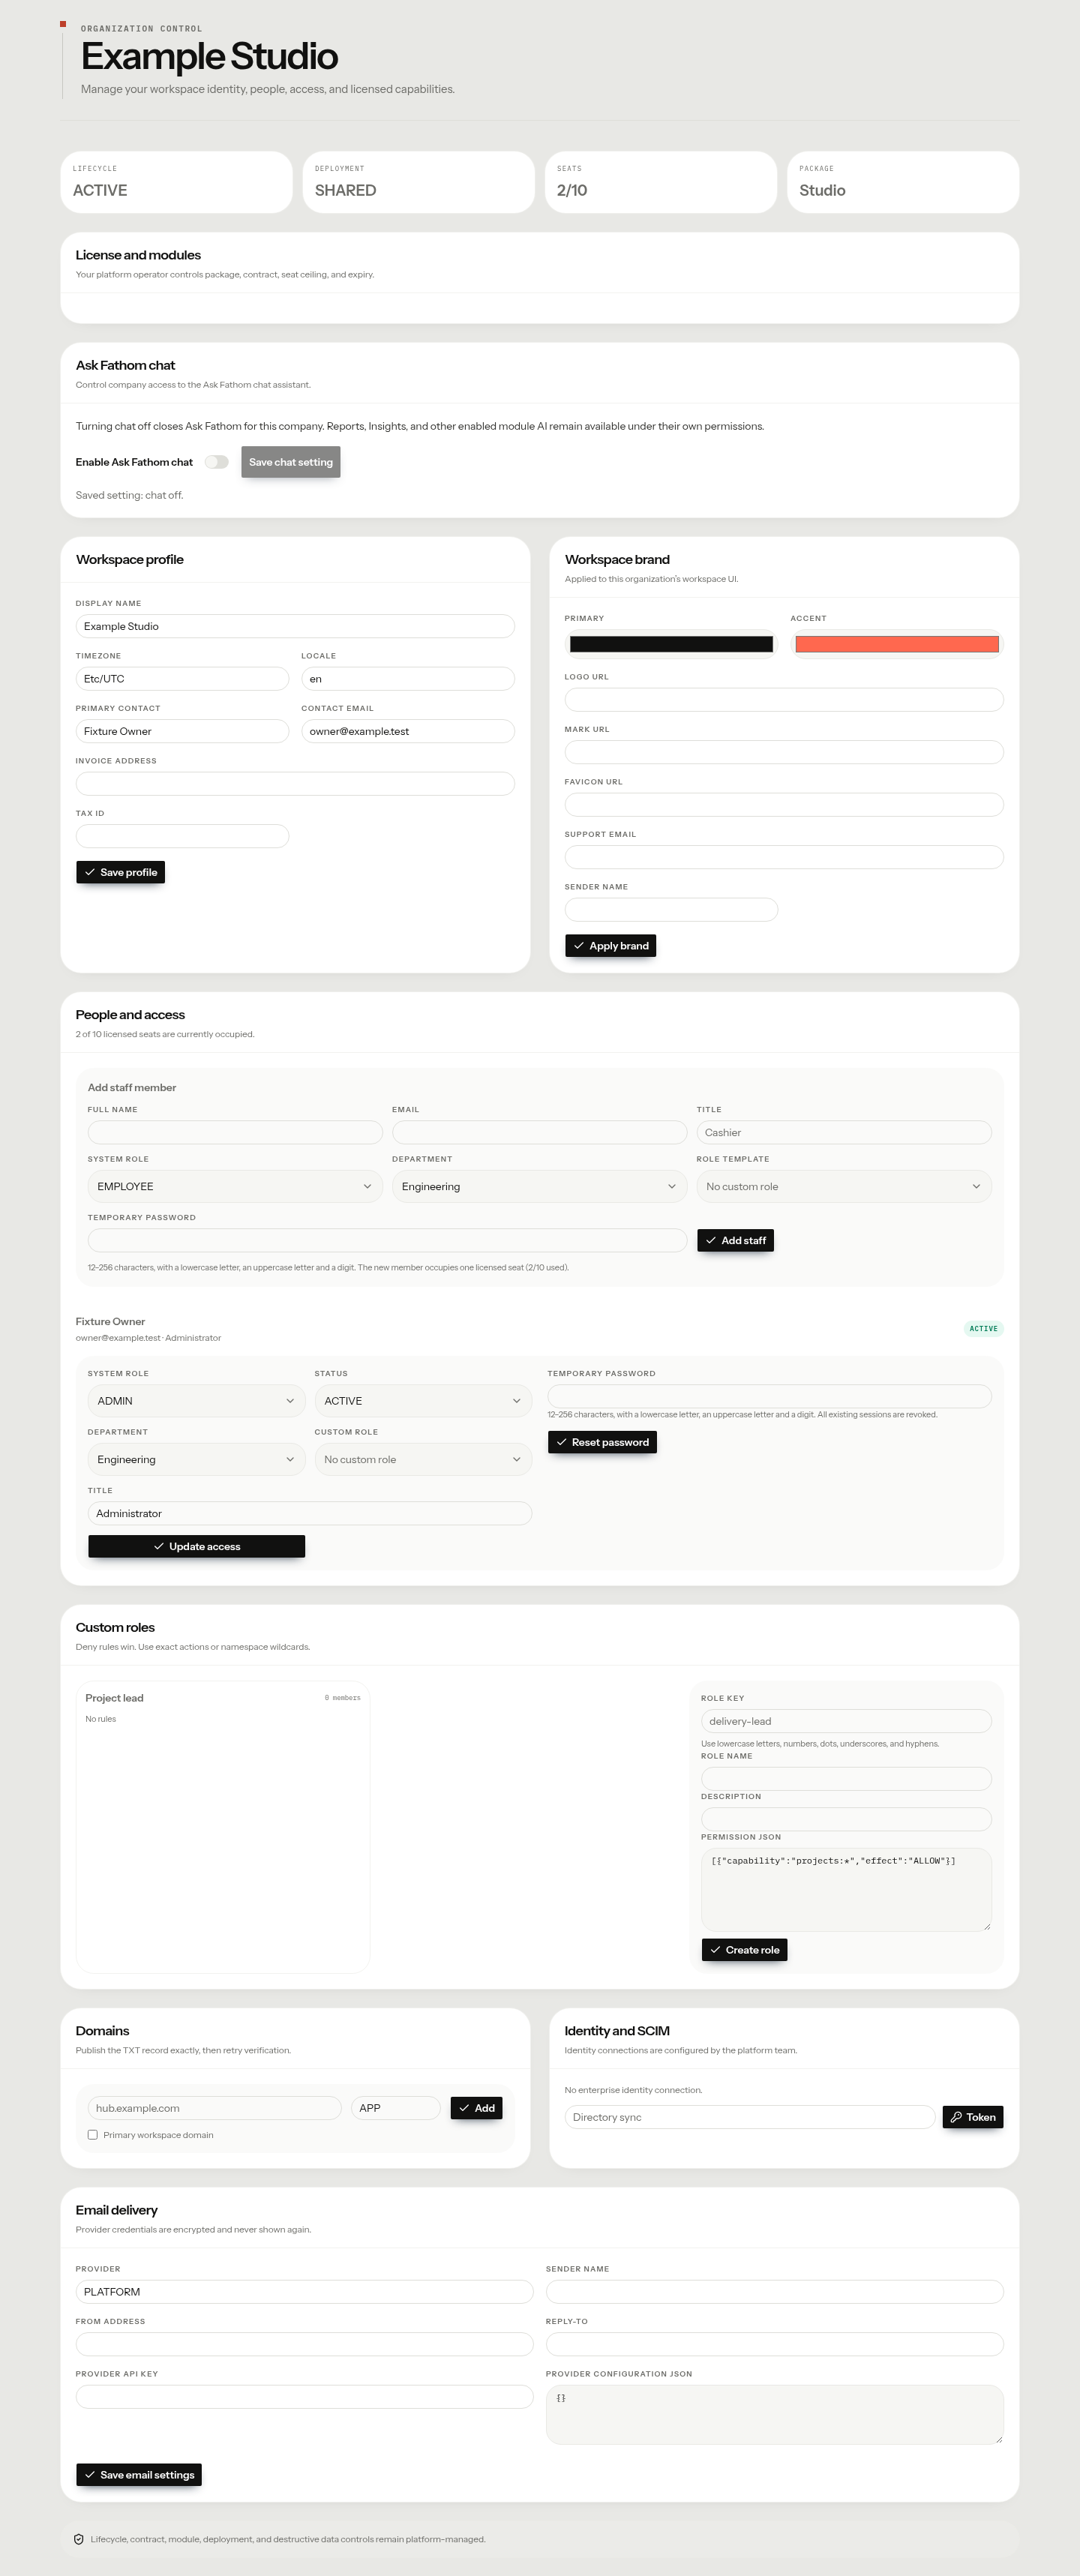 ORGANIZATION CONTROL
Example Studio
Manage your workspace identity, people, access, and licensed capabilities.
LIFECYCLE
ACTIVE
DEPLOYMENT
SHARED
SEATS
2/10
PACKAGE
Studio
License and modules
Your platform operator controls package, contract, seat ceiling, and expiry.
Ask Fathom chat
Control company access to the Ask Fathom chat assistant.
Turning chat off closes Ask Fathom for this company. Reports, Insights, and other enabled module AI remain available under their own permissions.
Enable Ask Fathom chat
Save chat setting
Saved setting: chat off.
Workspace profile
DISPLAY NAME
Example Studio
TIMEZONE
LOCALE
Etc/UTC
en
PRIMARY CONTACT
CONTACT EMAIL
Fixture Owner
owner@example.test
INVOICE ADDRESS
TAX ID
Save profile
Workspace brand
Applied to this organization's workspace UI.
PRIMARY
ACCENT
LOGO URL
MARK URL
FAVICON URL
SUPPORT EMAIL
SENDER NAME
Apply brand
People and access
2 of 10 licensed seats are currently occupied.
Add staff member
FULL NAME
EMAIL
TITLE
Cashier
SYSTEM ROLE
DEPARTMENT
ROLE TEMPLATE
EMPLOYEE
Engineering
No custom role
TEMPORARY PASSWORD
Add staff
12-256 characters, with a lowercase letter, an uppercase letter and a digit. The new member occupies one licensed seat (2/10 used).
Fixture Owner
owner@example.test · Administrator
ACTIVE
SYSTEM ROLE
STATUS
ADMIN
ACTIVE
DEPARTMENT
CUSTOM ROLE
Engineering
No custom role
TITLE
Administrator
Update access
TEMPORARY PASSWORD
12-256 characters, with a lowercase letter, an uppercase letter and a digit. All existing sessions are revoked.
Reset password
Custom roles
Deny rules win. Use exact actions or namespace wildcards.
Project lead
0 members
No rules
ROLE KEY
delivery-lead
Use lowercase letters, numbers, dots, underscores, and hyphens.
ROLE NAME
DESCRIPTION
PERMISSION JSON
[{"capability":"projects:*","effect":"ALLOW"}]
Create role
Domains
Publish the TXT record exactly, then retry verification.
hub.example.com
APP
Add
Primary workspace domain
Identity and SCIM
Identity connections are configured by the platform team.
No enterprise identity connection.
Directory sync
Token
Email delivery
Provider credentials are encrypted and never shown again.
PROVIDER
SENDER NAME
PLATFORM
FROM ADDRESS
REPLY-TO
PROVIDER API KEY
PROVIDER CONFIGURATION JSON
{}
Save email settings
Lifecycle, contract, module, deployment, and destructive data controls remain platform-managed.